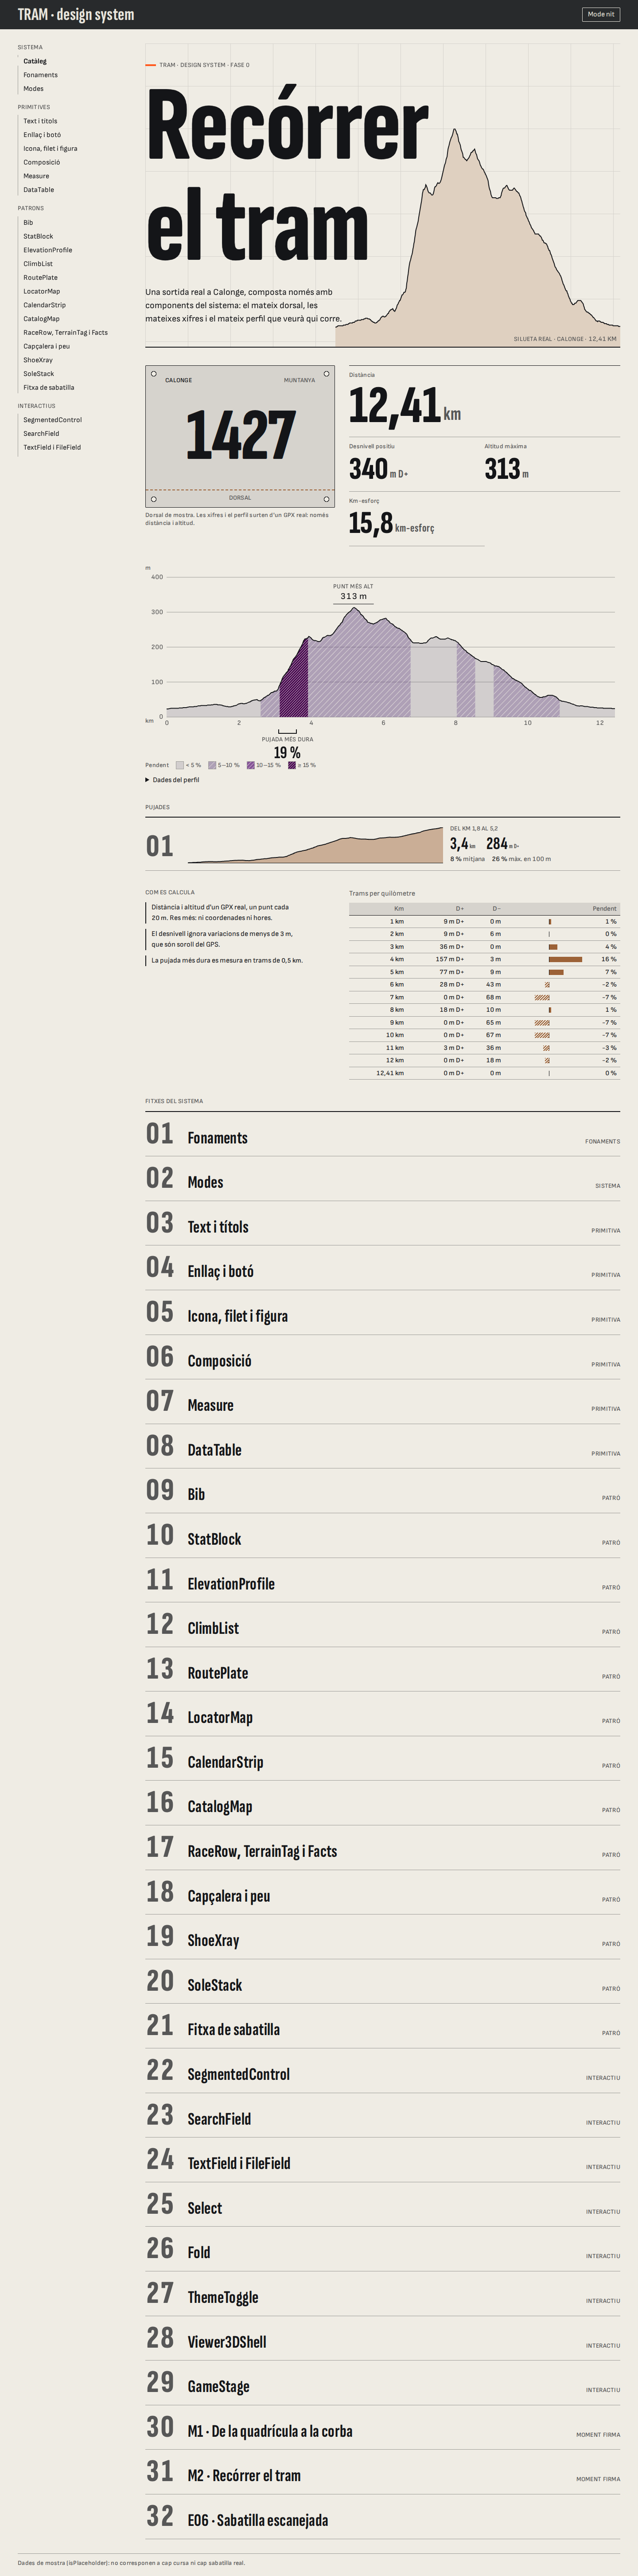 TRAM · design system
Mode nit
SISTEMA
Catàleg
Fonaments
Modes
PRIMITIVES
Text i títols
Enllaç i botó
Icona, filet i figura
Composició
Measure
DataTable
PATRONS
Bib
StatBlock
ElevationProfile
ClimbList
RoutePlate
LocatorMap
CalendarStrip
CatalogMap
RaceRow, TerrainTag i Facts
Capçalera i peu
ShoeXray
SoleStack
Fitxa de sabatilla
INTERACTIUS
SegmentedControl
SearchField
TextField i FileField
TRAM · DESIGN SYSTEM · FASE 0
Recórrer
el tram
Una sortida real a Calonge, composta només amb
components del sistema: el mateix dorsal, les
mateixes xifres i el mateix perfil que veurà qui corre.
SILUETA REAL · CALONGE · 12,41 KM
CALONGE
MUNTANYA
1427
DORSAL
Dorsal de mostra. Les xifres i el perfil surten d'un GPX real: només
distància i altitud.
Distància
12,41 km
Desnivell positiu
340 m D+
Altitud màxima
313 m
Km-esforç
15,8 km-esforç
m
400
300
200
100
0
km
0 2 4 6 8 10 12
PUNT MÉS ALT
313 m
PUJADA MÉS DURA
19 %
Pendent < 5 % 5–10 % 10–15 % ≥ 15 %
Dades del perfil
PUJADES
01
DEL KM 1,8 AL 5,2
3,4 km 284 m D+
8 % mitjana 26 % màx. en 100 m
COM ES CALCULA
Distància i altitud d'un GPX real, un punt cada
20 m. Res més: ni coordenades ni hores.
El desnivell ignora variacions de menys de 3 m,
que són soroll del GPS.
La pujada més dura es mesura en trams de 0,5 km.
Trams per quilòmetre
Km D+ D− Pendent
1 km 9 m D+ 0 m 1 %
2 km 9 m D+ 6 m 0 %
3 km 36 m D+ 0 m 4 %
4 km 157 m D+ 3 m 16 %
5 km 77 m D+ 9 m 7 %
6 km 28 m D+ 43 m -2 %
7 km 0 m D+ 68 m -7 %
8 km 18 m D+ 10 m 1 %
9 km 0 m D+ 65 m -7 %
10 km 0 m D+ 67 m -7 %
11 km 3 m D+ 36 m -3 %
12 km 0 m D+ 18 m -2 %
12,41 km 0 m D+ 0 m 0 %
FITXES DEL SISTEMA
01 Fonaments FONAMENTS
02 Modes SISTEMA
03 Text i títols PRIMITIVA
04 Enllaç i botó PRIMITIVA
05 Icona, filet i figura PRIMITIVA
06 Composició PRIMITIVA
07 Measure PRIMITIVA
08 DataTable PRIMITIVA
09 Bib PATRÓ
10 StatBlock PATRÓ
11 ElevationProfile PATRÓ
12 ClimbList PATRÓ
13 RoutePlate PATRÓ
14 LocatorMap PATRÓ
15 CalendarStrip PATRÓ
16 CatalogMap PATRÓ
17 RaceRow, TerrainTag i Facts PATRÓ
18 Capçalera i peu PATRÓ
19 ShoeXray PATRÓ
20 SoleStack PATRÓ
21 Fitxa de sabatilla PATRÓ
22 SegmentedControl INTERACTIU
23 SearchField INTERACTIU
24 TextField i FileField INTERACTIU
25 Select INTERACTIU
26 Fold INTERACTIU
27 ThemeToggle INTERACTIU
28 Viewer3DShell INTERACTIU
29 GameStage INTERACTIU
30 M1 · De la quadrícula a la corba MOMENT FIRMA
31 M2 · Recórrer el tram MOMENT FIRMA
32 E06 · Sabatilla escanejada
Dades de mostra (isPlaceholder): no corresponen a cap cursa ni cap sabatilla real.